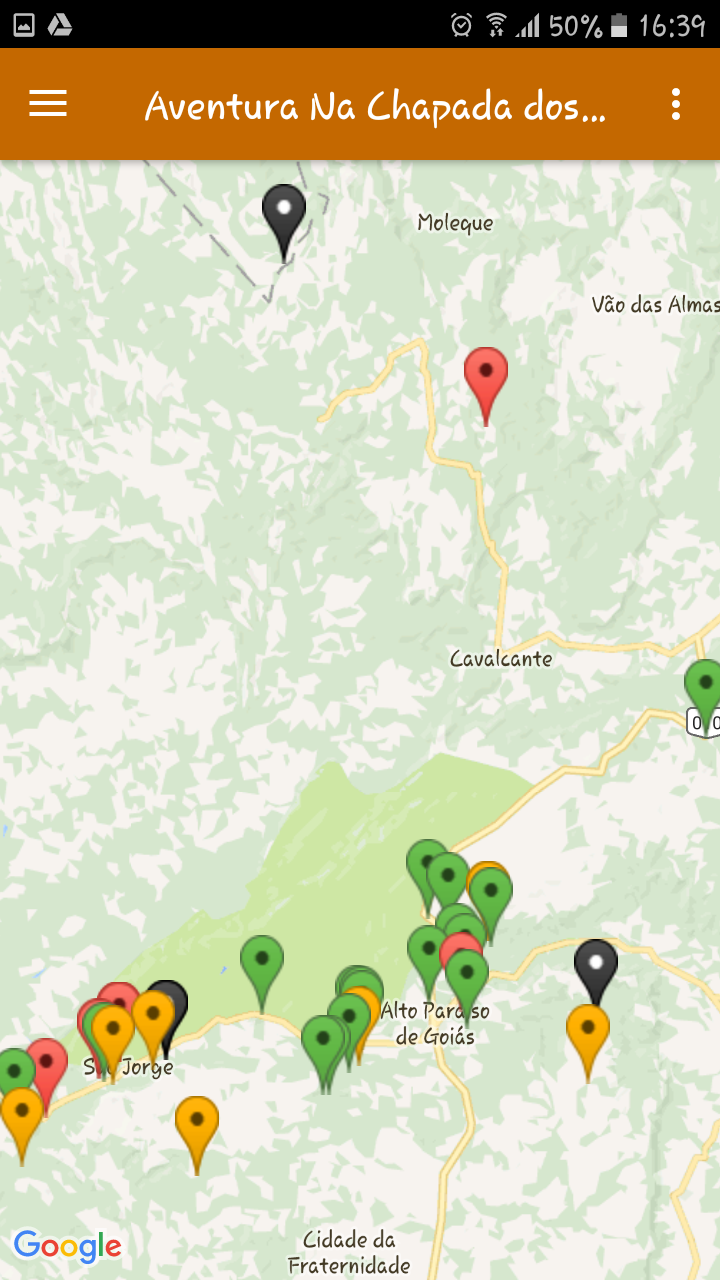 50% 16:39
Aventura Na Chapada dos...
Moleque
Vão das Almas
Cavalcante
Alto Paraíso
de Goiás
Jorge
Cidade da
Fraternidade
Google